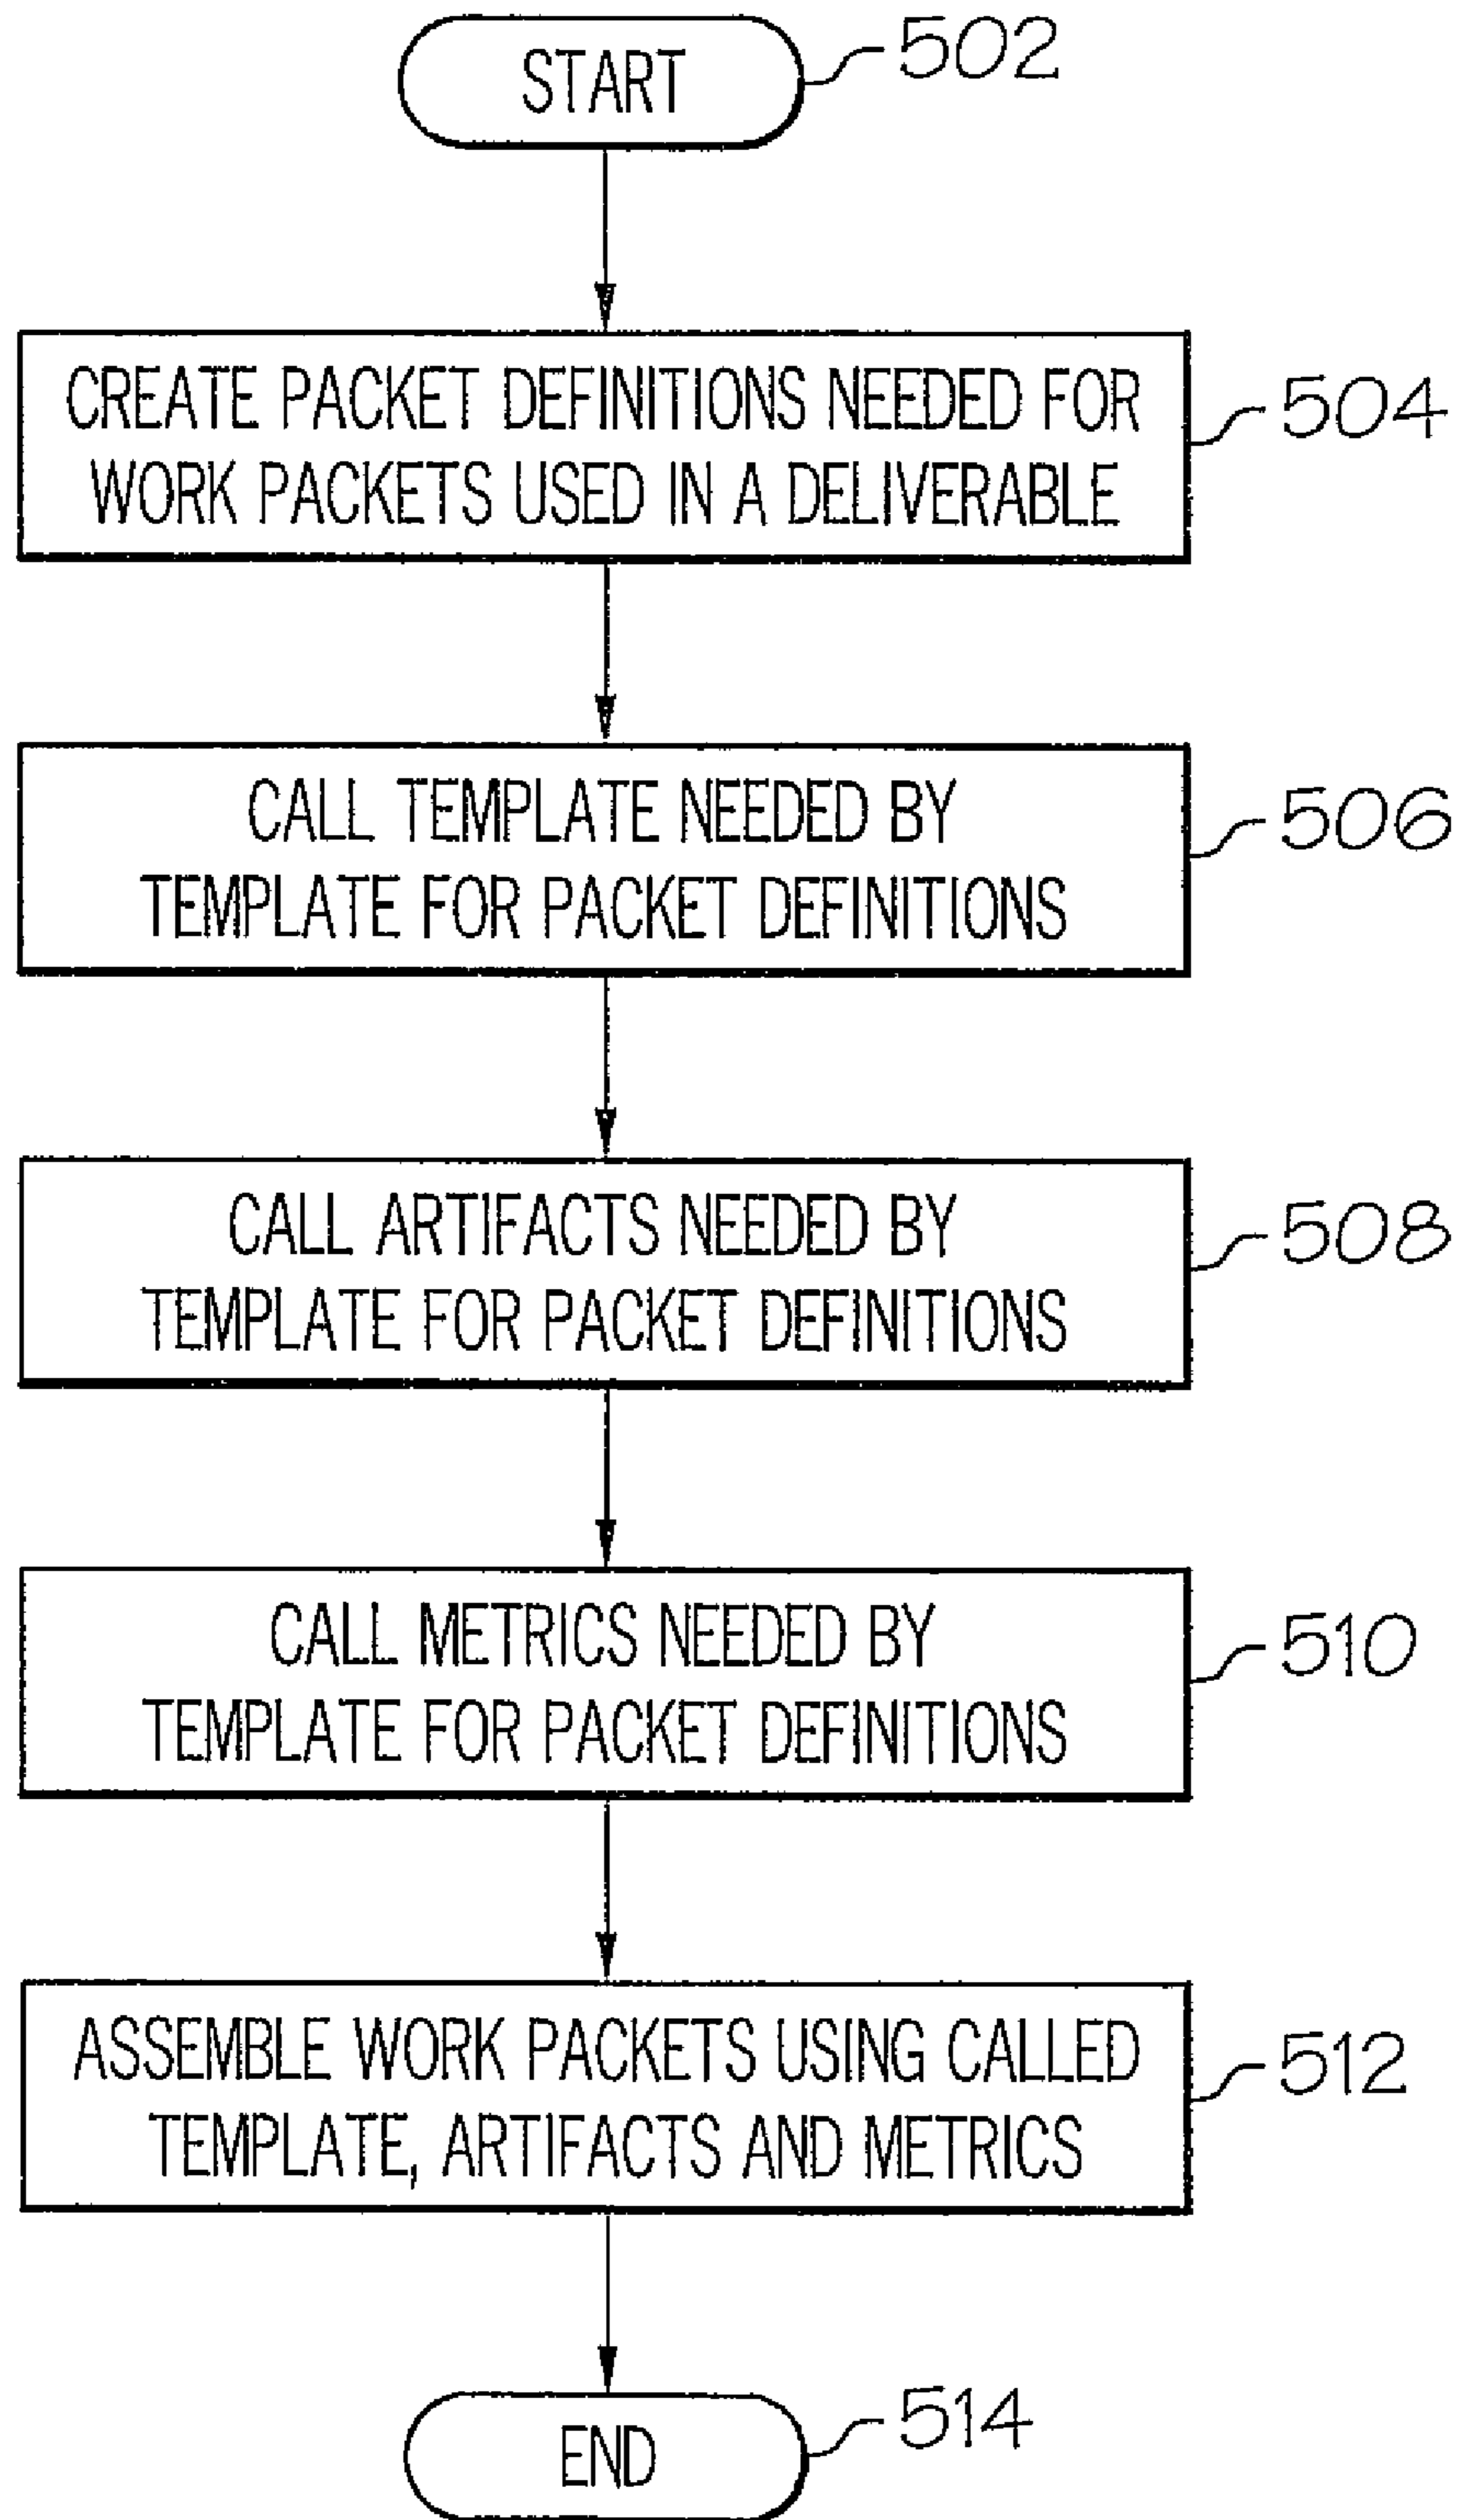 START
502
CREATE PACKET DEFINITIONS NEEDED FOR
WORK PACKETS USED IN A DELIVERABLE
504
CALL TEMPLATE NEEDED BY
TEMPLATE FOR PACKET DEFINITIONS
506
CALL ARTIFACTS NEEDED BY
TEMPLATE FOR PACKET DEFINITIONS
508
CALL METRICS NEEDED BY
TEMPLATE FOR PACKET DEFINITIONS
510
ASSEMBLE WORK PACKETS USING CALLED
TEMPLATE, ARTIFACTS AND METRICS
512
END
514